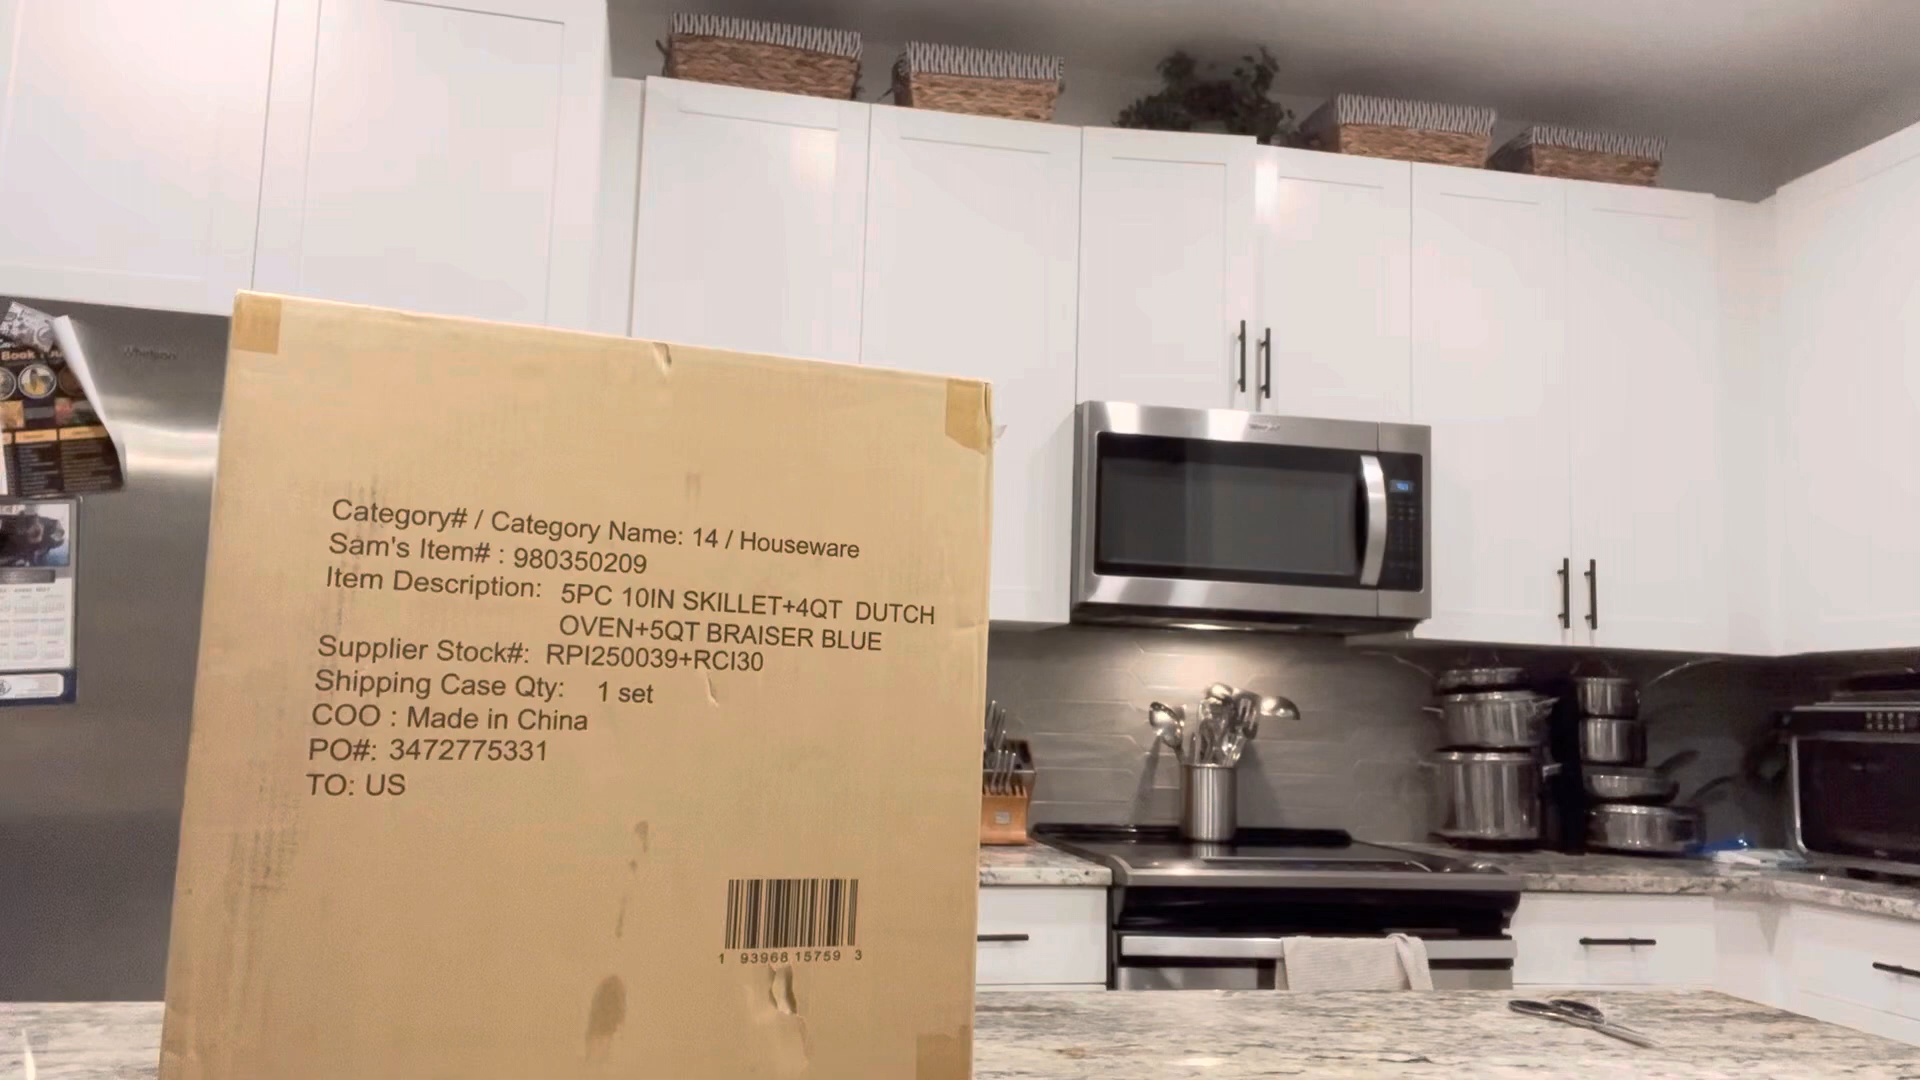 Category# / Category Name: 14 / Houseware
Sam's Item# : 980350209
Item Description: 5PC 10IN SKILLET+4QT DUTCH
OVEN+5QT BRAISER BLUE
Supplier Stock#: RPI250039+RCI30
Shipping Case Qty: 1 set
COO : Made in China
PO#: 3472775331
TO: US
1 93968 15759 3
Book